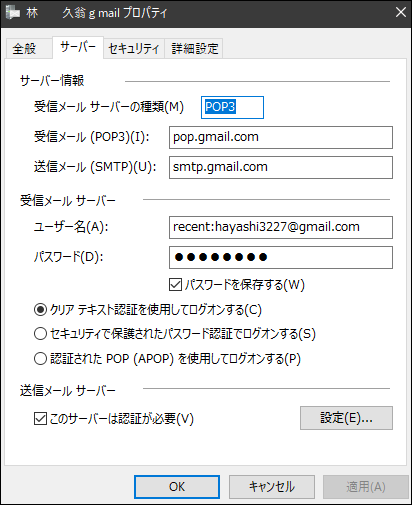 林　　久翁 g mail プロパティ
全般 サーバー セキュリティ 詳細設定
サーバー情報
受信メール サーバーの種類(M) POP3
受信メール (POP3)(I): pop.gmail.com
送信メール (SMTP)(U): smtp.gmail.com
受信メール サーバー
ユーザー名(A): recent:hayashi3227@gmail.com
パスワード(D): ●●●●●●●●
パスワードを保存する(W)
クリア テキスト認証を使用してログオンする(C)
セキュリティで保護されたパスワード認証でログオンする(S)
認証された POP (APOP) を使用してログオンする(P)
送信メール サーバー
このサーバーは認証が必要(V) 設定(E)...
OK キャンセル 適用(A)